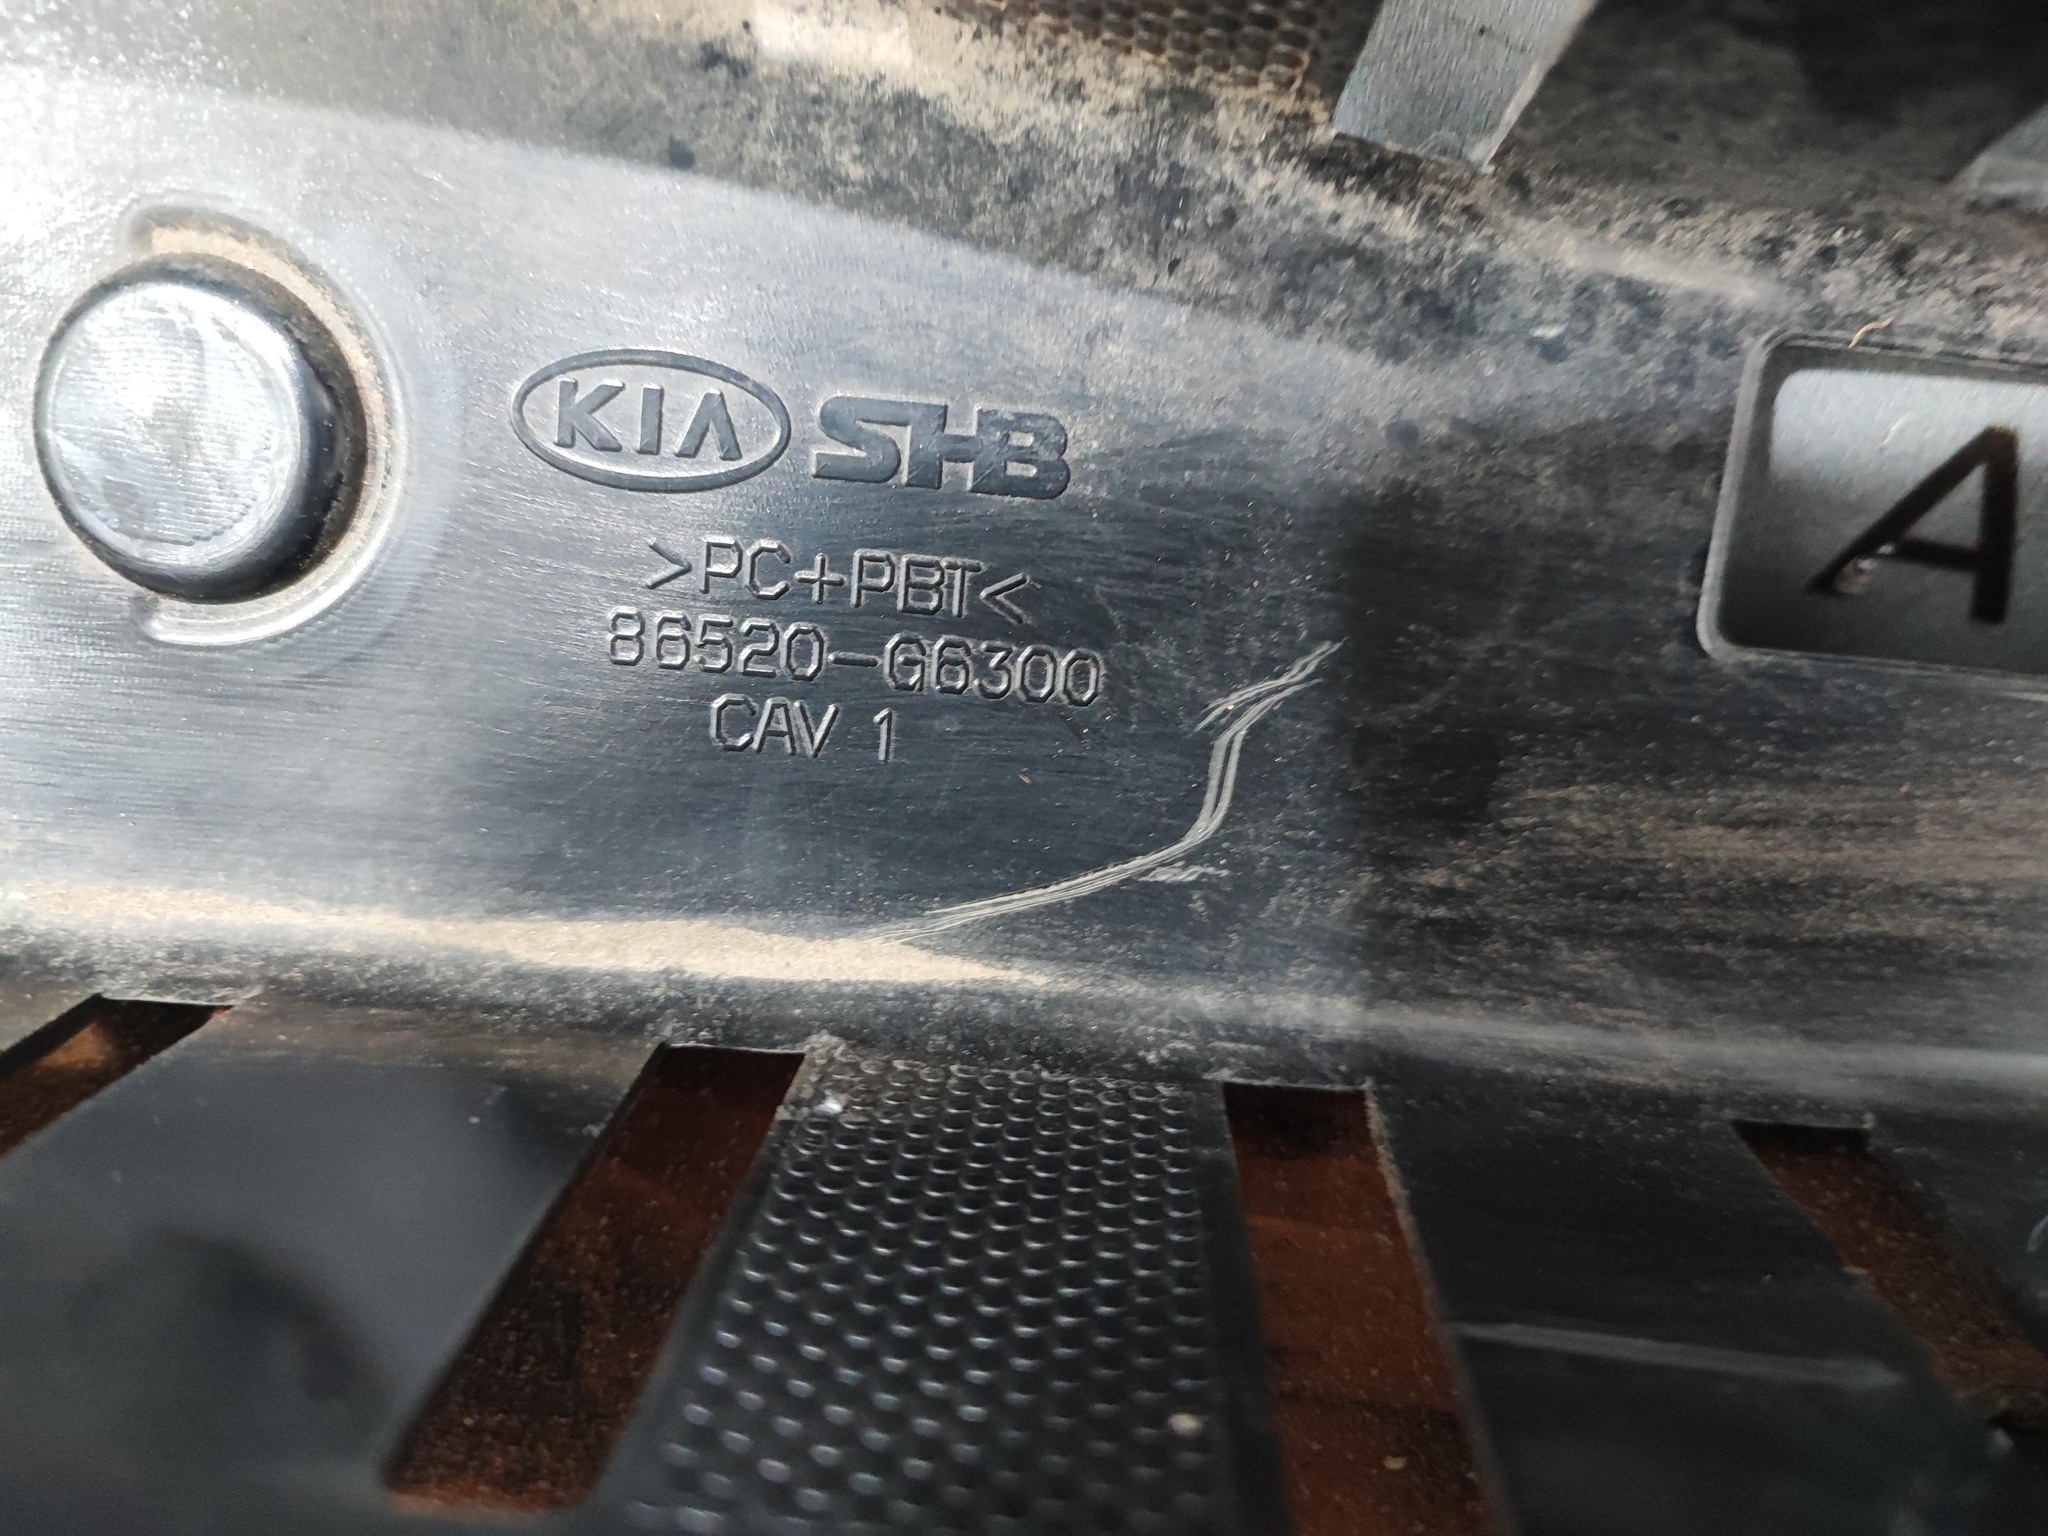 KIA SHB
>PC+PBT<
86520-G6300
CAV 1
A